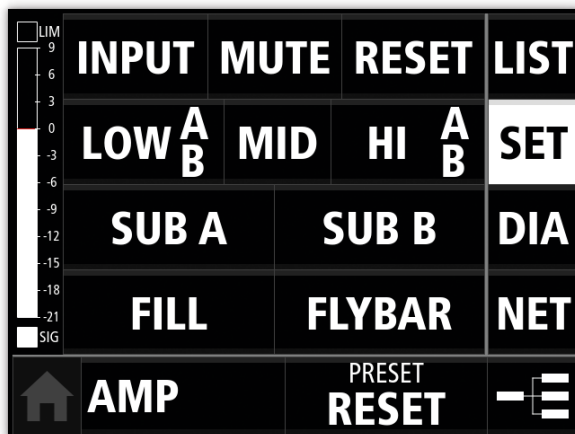 LIM
9
6
3
0
-3
-6
-9
-12
-15
-18
-21
SIG
INPUT MUTE RESET LIST
LOW A B MID HI A B SET
SUB A SUB B DIA
FILL FLYBAR NET
AMP PRESET RESET